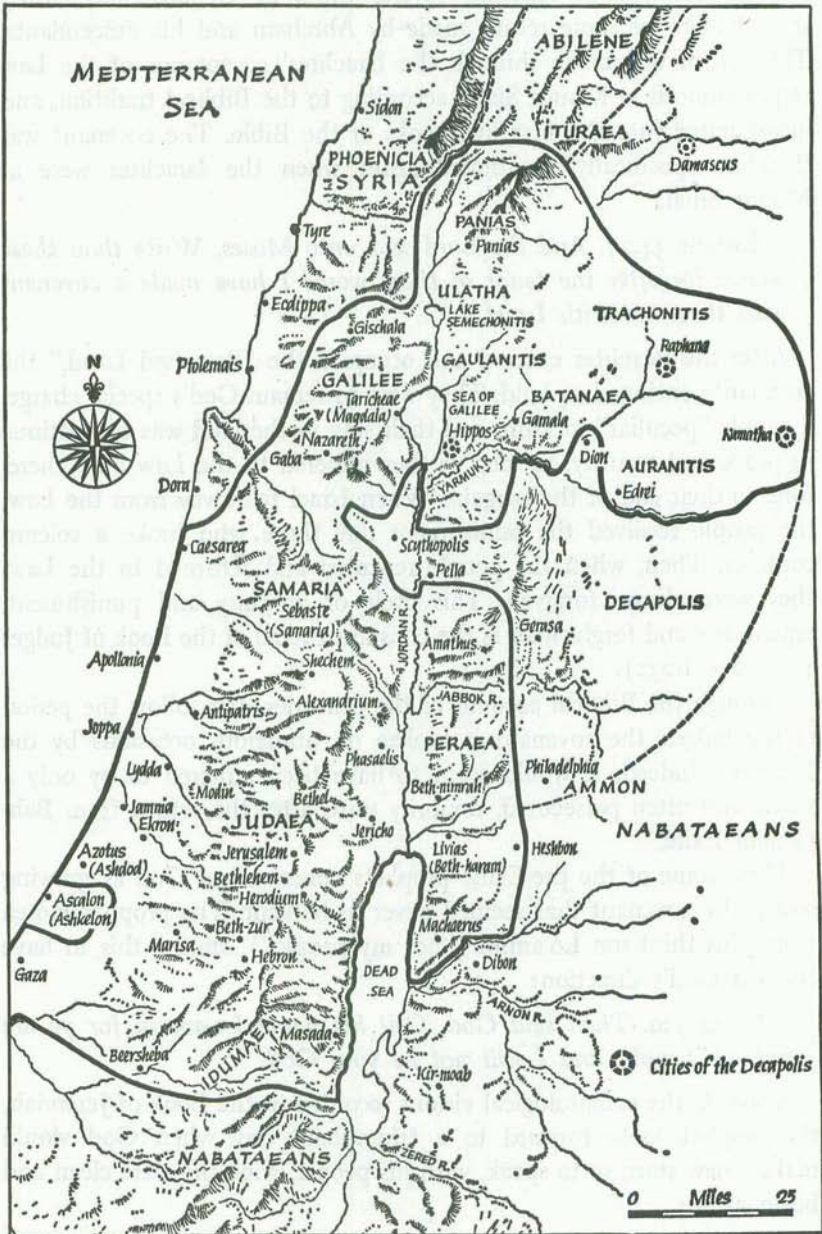 MEDITERRANEAN
SEA
ABILENE
Sidon
ITURAEA
PHOENICIA
SYRIA
Damascus
PANIAS
Panias
Tyre
ULATHA
LAKE
SEMECHONITIS
TRACHONITIS
Ecdippa
Gischala
GAULANITIS
Raphana
Ptolemais
GALILEE
Taricheae
(Magdala)
SEA OF
GALILEE
BATANAEA
N
Hippos
Gamala
Kanatha
Nazareth
Dion
Gaba
YARMUK R.
AURANITIS
Dora
Edrei
Caesarea
Scythopolis
Pella
SAMARIA
DECAPOLIS
Sebaste
(Samaria)
JORDAN R.
Gerasa
Amathus
Apollonia
Shechem
JABBOK R.
Alexandrium
Antipatris
Joppa
PERAEA
Phasaelis
Philadelphia
Lydda
Beth-nimrah
AMMON
Modin
Bethel
Jamnia
JUDAEA
NABATAEANS
Ekron
Jericho
Azotus
(Ashdod)
Jerusalem
Livias
(Beth-haram)
Heshbon
Bethlehem
Ascalon
(Ashkelon)
Herodium
Beth-zur
Machaerus
Marisa
Hebron
Dibon
Gaza
DEAD
SEA
ARNON R.
Masada
IDUMAEA
Beersheba
Kir-moab
Cities of the Decapolis
NABATAEANS
ZERED R.
0 Miles 25